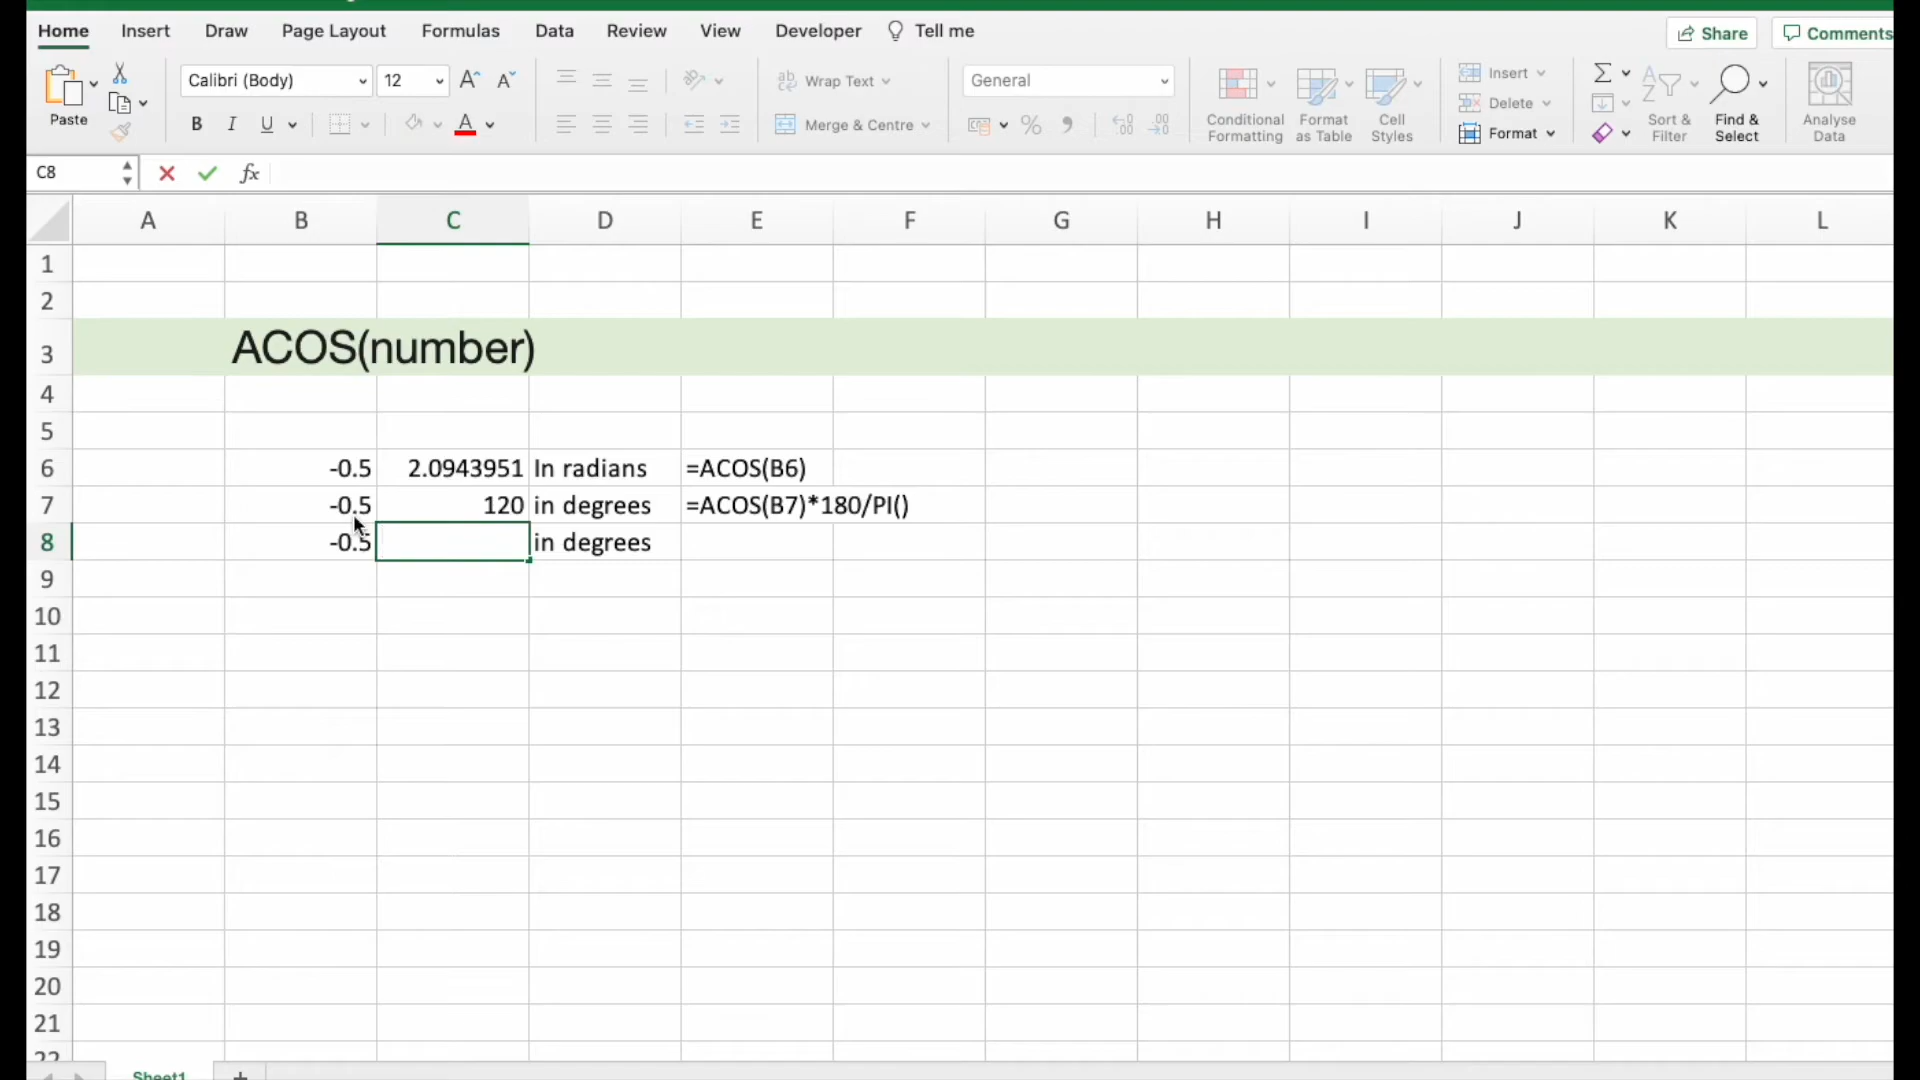 Home Insert Draw Page Layout Formulas Data Review View Developer Tell me Share Comments
Paste
Calibri (Body) 12 A A
B I U A
ab Wrap Text
Merge & Centre
General
% .00
Conditional Formatting
Format as Table
Cell Styles
Insert
Delete
Format
Sort & Filter
Find & Select
Analyse Data
C8 fx
A B C D E F G H I J K L
1
2
3 ACOS(number)
4
5
6 -0.5 2.0943951 In radians =ACOS(B6)
7 -0.5 120 in degrees =ACOS(B7)*180/PI()
8 -0.5 in degrees
9
10
11
12
13
14
15
16
17
18
19
20
21
22
Sheet1 +